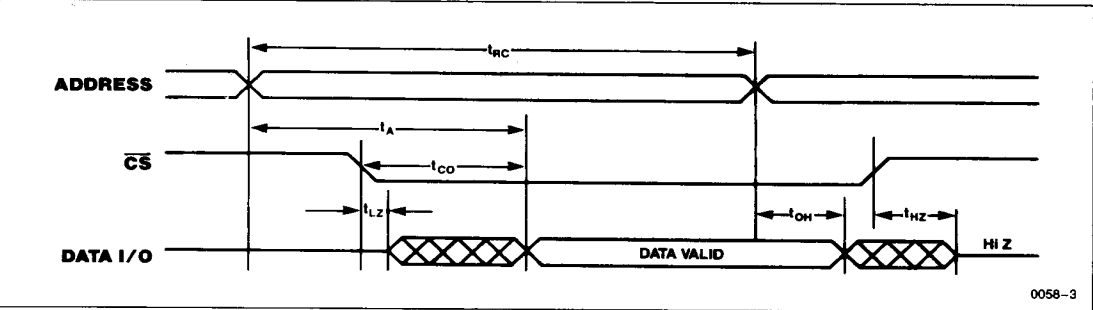 tRC
ADDRESS
tA
CS
tCO
tLZ
tOH
tHZ
DATA I/O
DATA VALID
Hi Z
0058-3